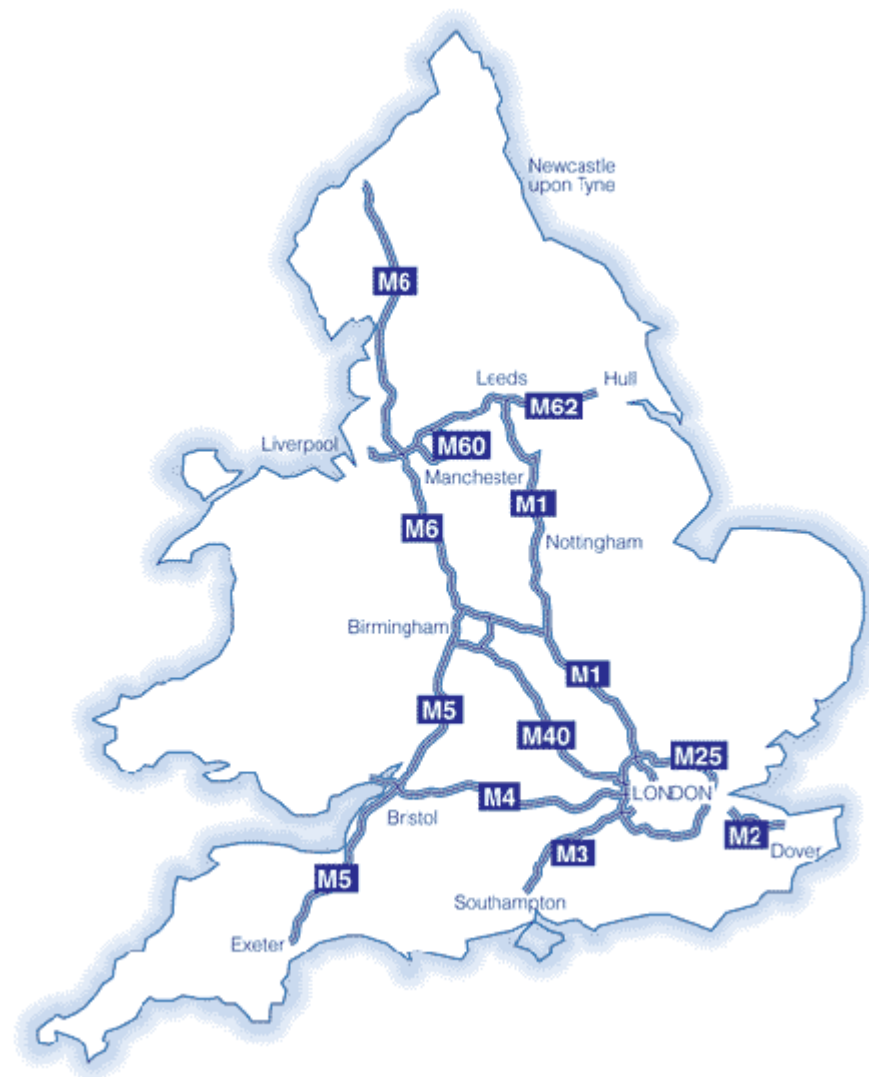 Newcastle
upon Tyne
M6
Leeds
Hull
M62
Liverpool
M60
Manchester
M1
M6
Nottingham
Birmingham
M1
M5
M40
M25
LONDON
M4
Bristol
M2
Dover
M3
M5
Southampton
Exeter